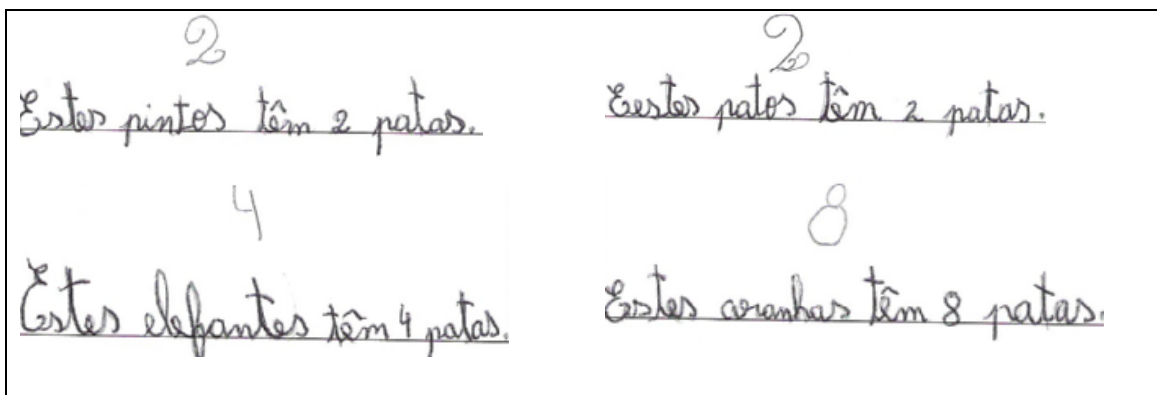 2
Estes pintos têm 2 patas.
2
Eestes patos têm 2 patas.
4
Estes elefantes têm 4 patas.
8
Estes aranhas têm 8 patas.